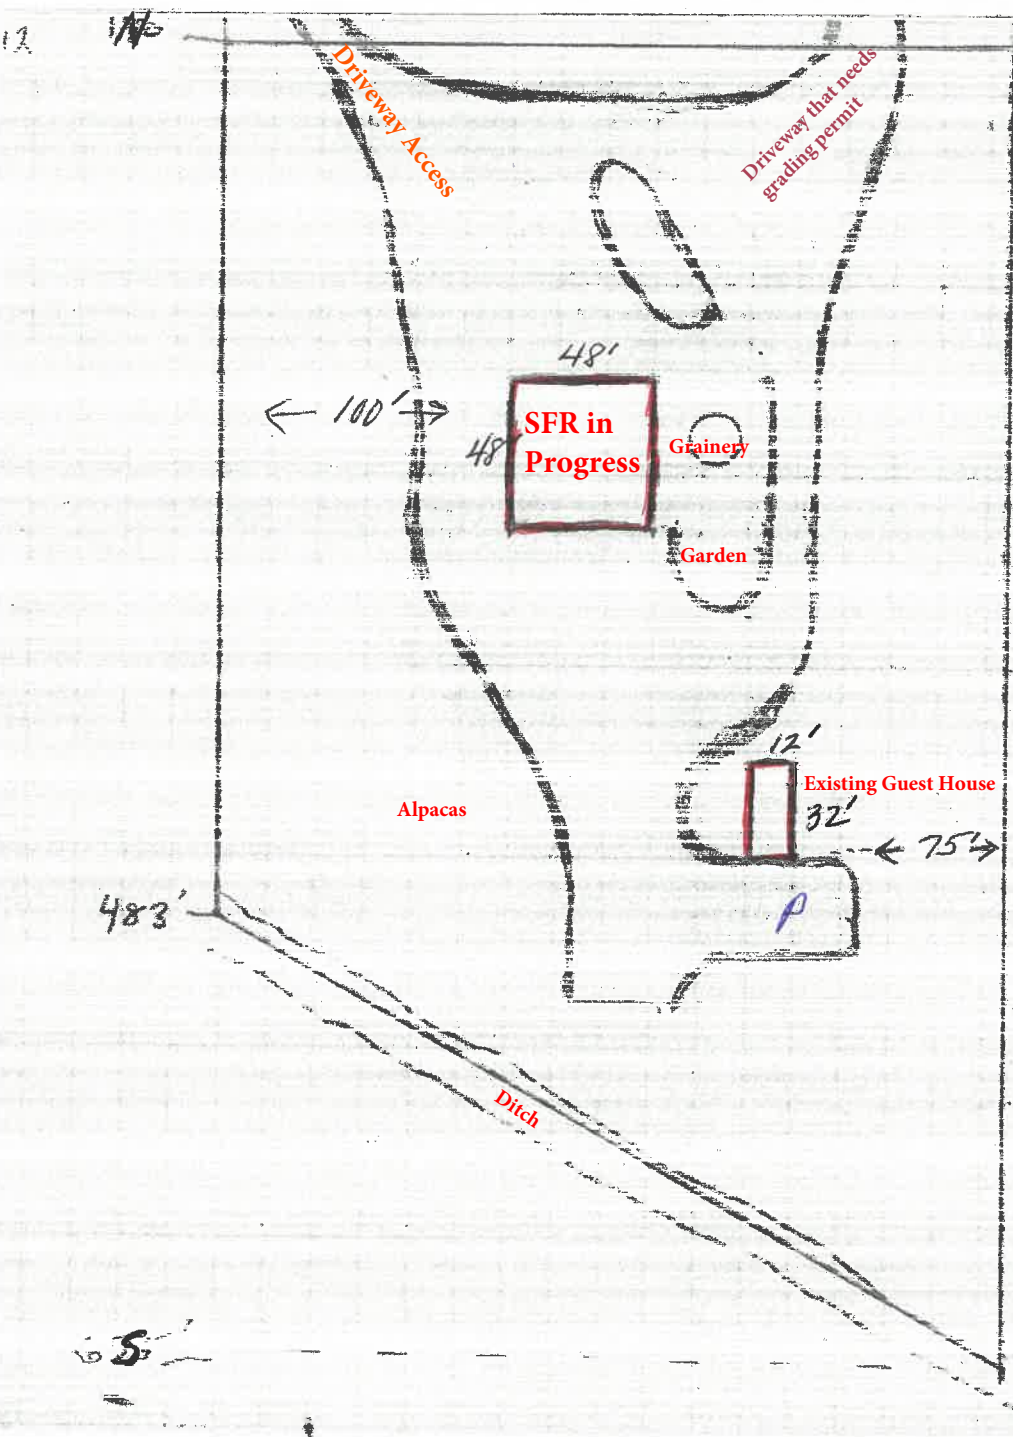 12
N
Driveway Access
Driveway that needs
grading permit
48'
100'
48'
SFR in
Progress
Grainery
Garden
12'
Existing Guest House
32'
Alpacas
75'
483'
P
Ditch
S